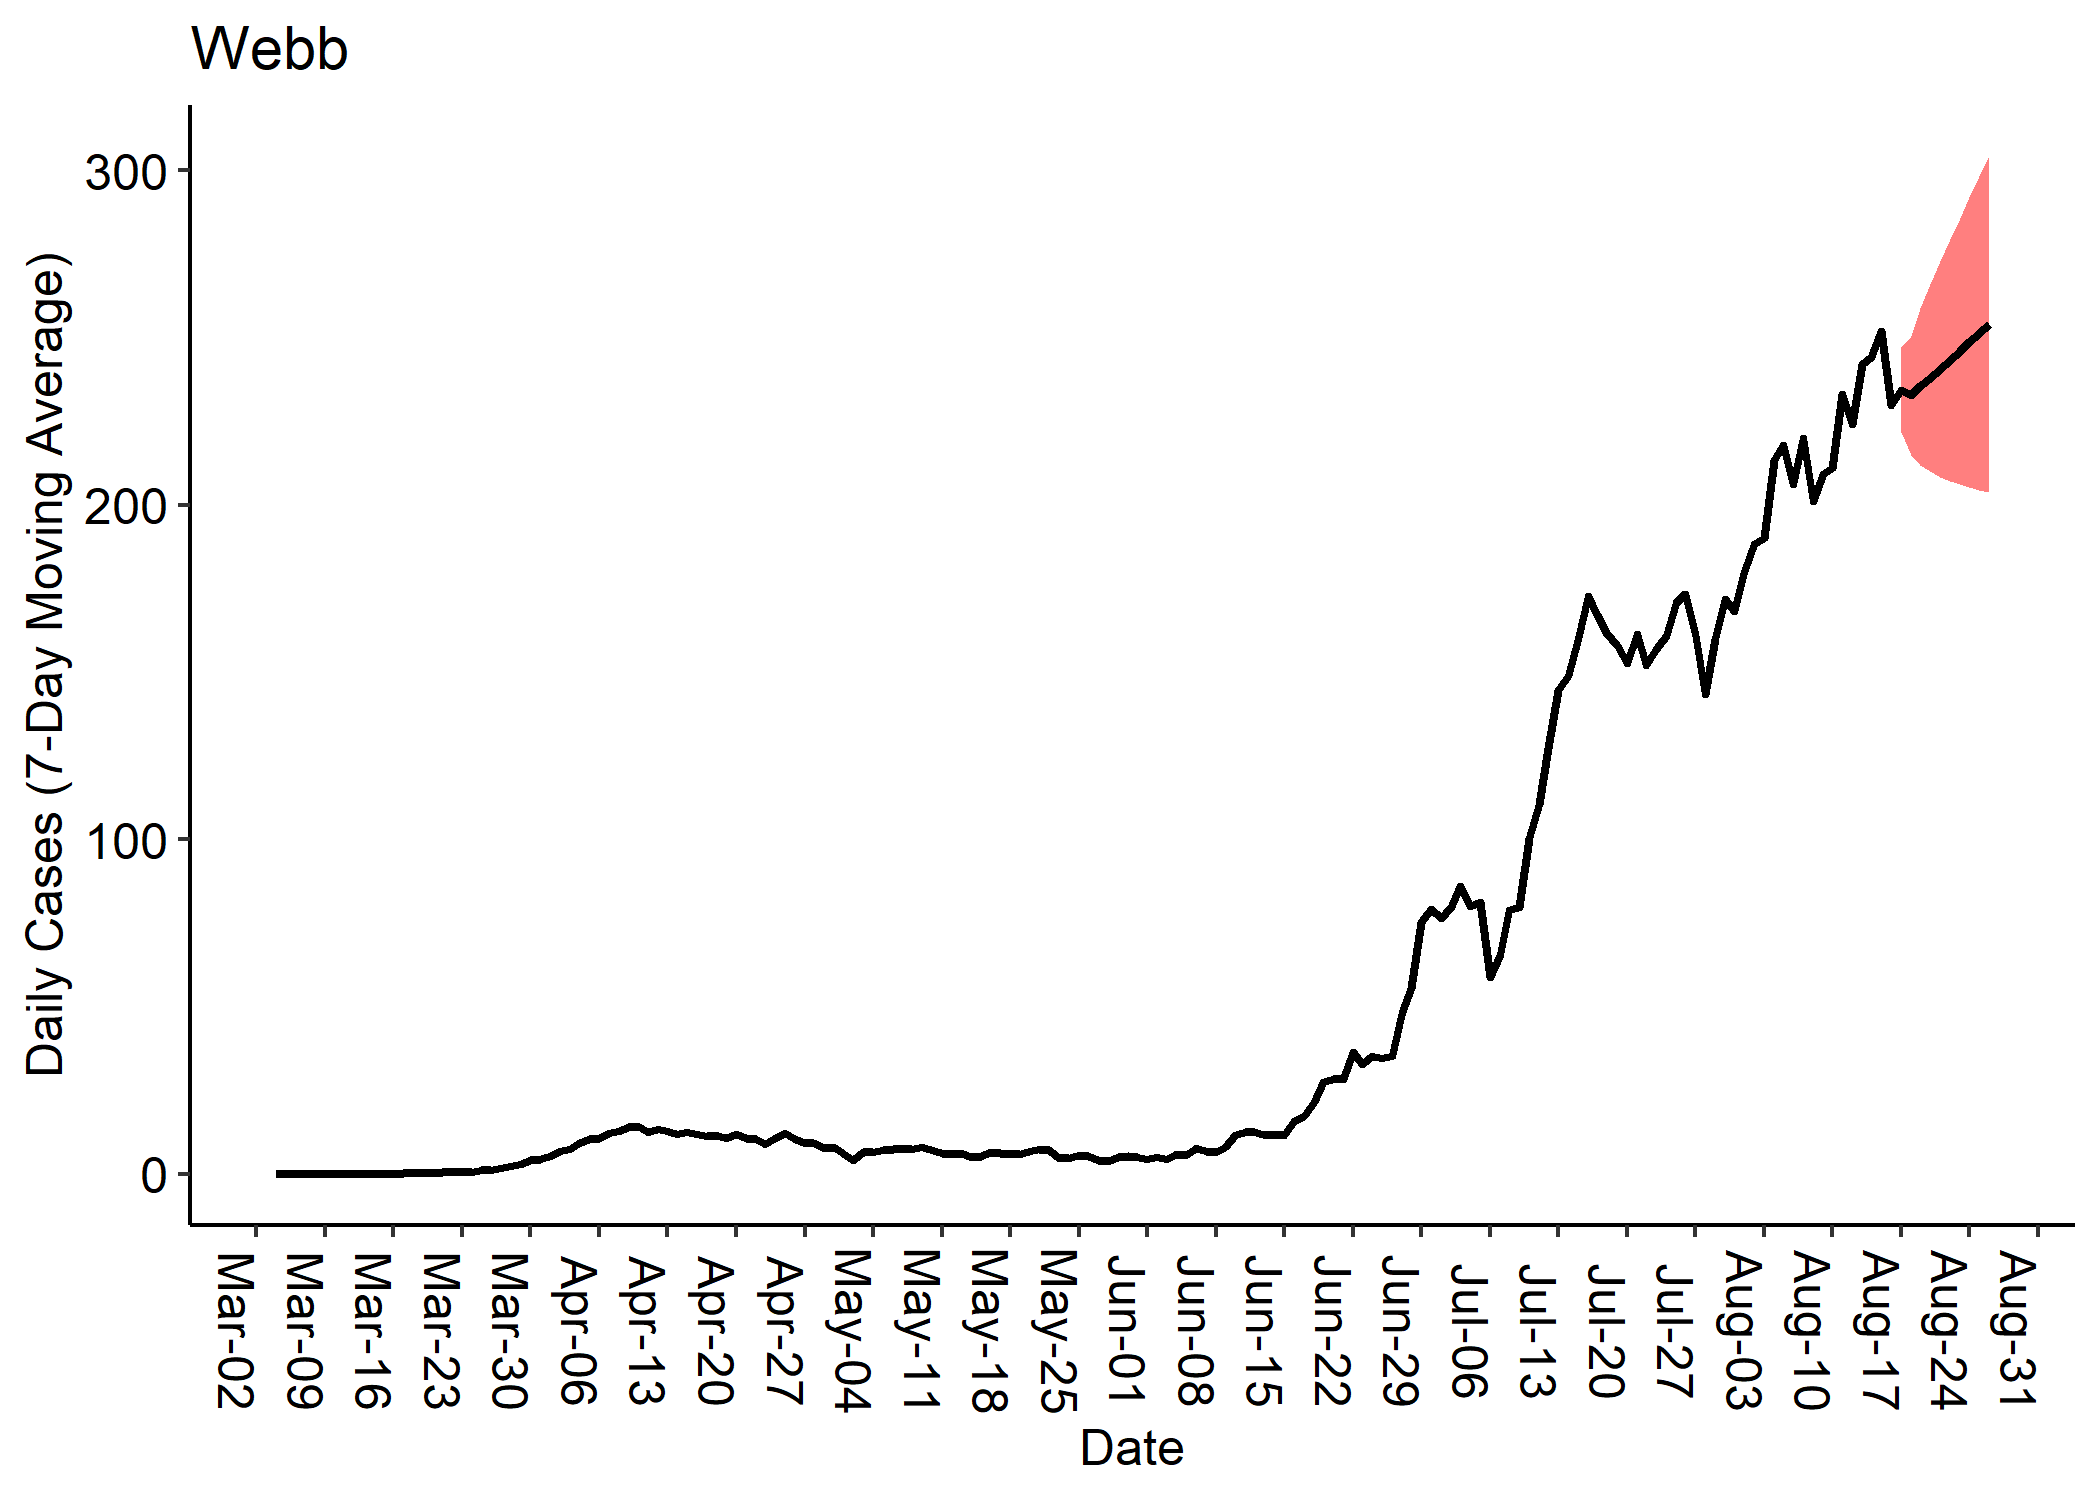 Webb
Daily Cases (7-Day Moving Average)
300
200
100
0
Mar-02
Mar-09
Mar-16
Mar-23
Mar-30
Apr-06
Apr-13
Apr-20
Apr-27
May-04
May-11
May-18
May-25
Jun-01
Jun-08
Jun-15
Jun-22
Jun-29
Jul-06
Jul-13
Jul-20
Jul-27
Aug-03
Aug-10
Aug-17
Aug-24
Aug-31
Date